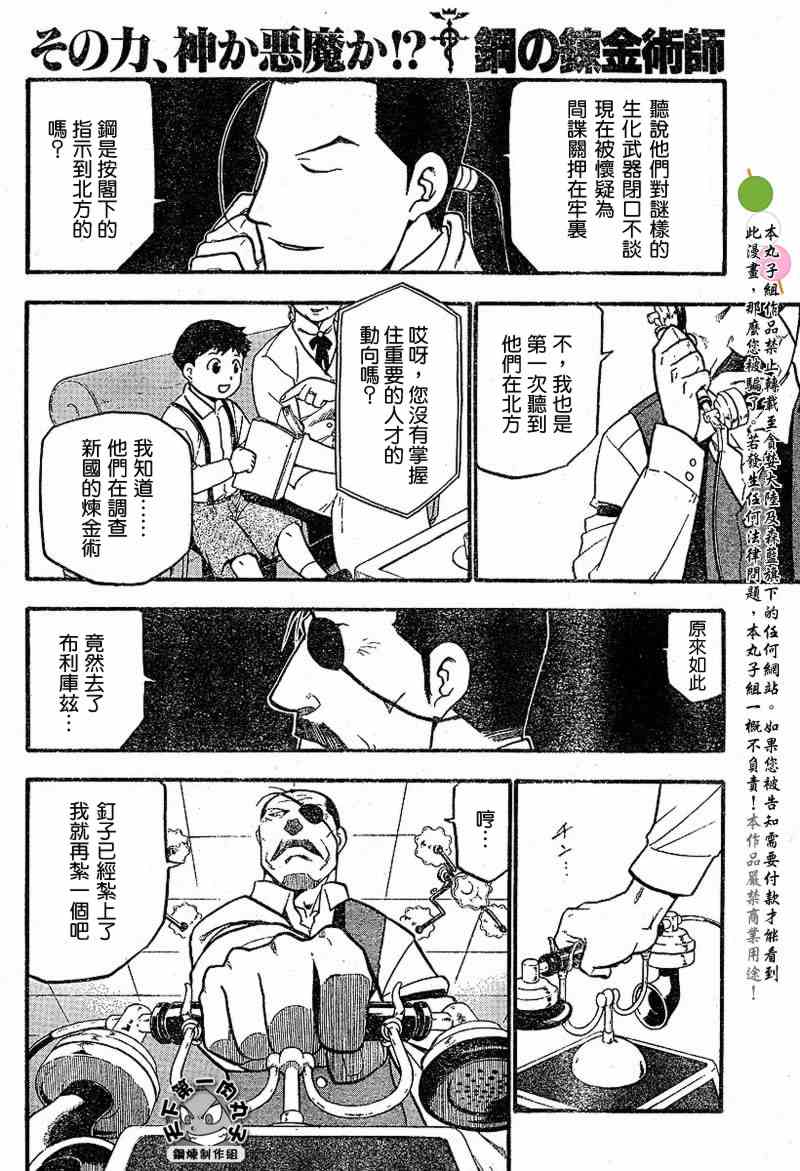 その力、神か悪魔か!?
鋼の錬金術師
聽說他們對謎樣的
生化武器閉口不談
現在被懷疑為
間諜關押在牢裏
鋼是按閣下的
指示到北方的
嗎？
不，我也是
第一次聽到
他們在北方
哎呀，您沒有掌握
住重要的人才的
動向嗎？
我知道……
他們在調查
新國的煉金術
原來如此
竟然去了
布利庫茲
…
チン…
哼…
釘子已經紮上了
我就再紮一個吧
天下第一肉丸子
鋼煉制作組
本丸子組作品禁止轉載至貪婪大陸及森藍旗下的任何網站。如果您被告知需要付款才能看到
此漫畫，那麼您被騙了。若發生任何法律問題，本丸子組一概不負責！本作品嚴禁商業用途！